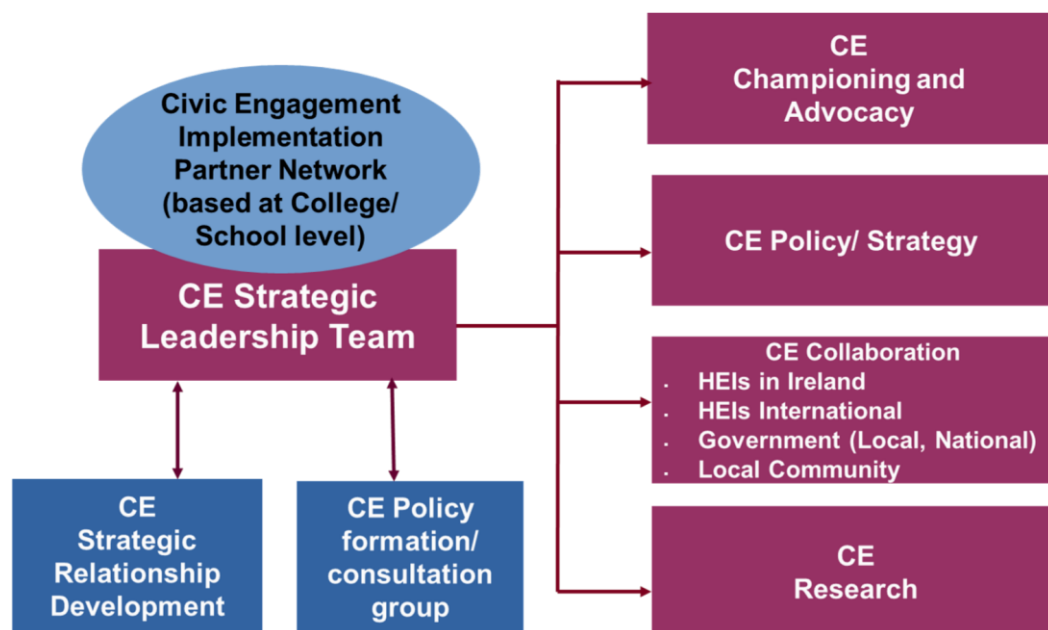 Civic Engagement
Implementation
Partner Network
(based at College/
School level)
CE Strategic
Leadership Team
CE
Strategic
Relationship
Development
CE Policy
formation/
consultation
group
CE
Championing and
Advocacy
CE Policy/ Strategy
CE Collaboration
· HEIs in Ireland
· HEIs International
· Government (Local, National)
· Local Community
CE
Research